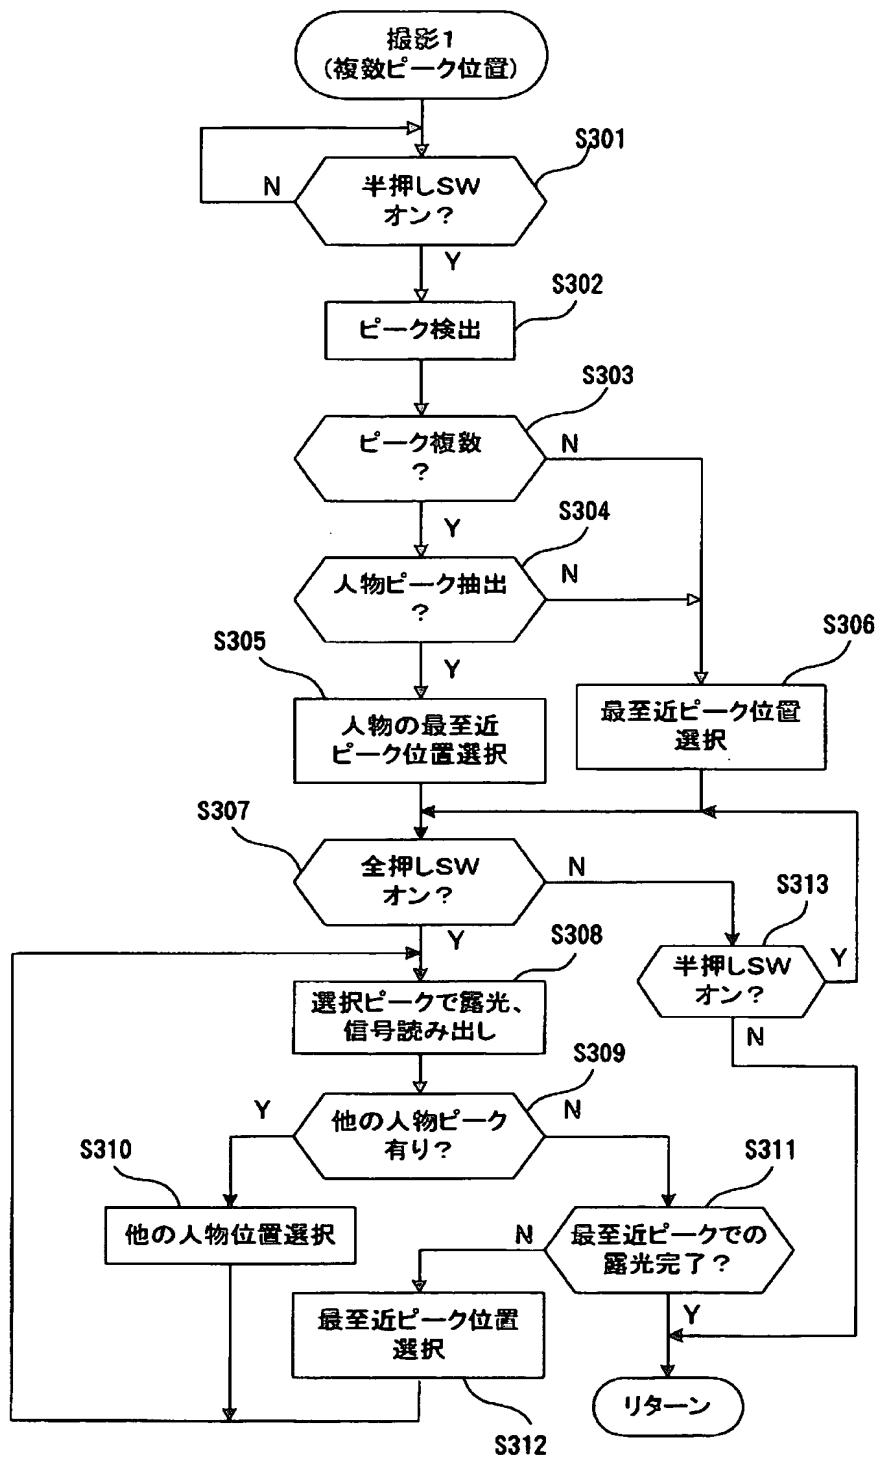 撮影1
(複数ピーク位置)
S301
半押しSW
オン?
N
Y
S302
ピーク検出
S303
ピーク複数
?
N
Y
S304
人物ピーク抽出
?
N
Y
S305
人物の最至近
ピーク位置選択
S306
最至近ピーク位置
選択
S307
全押しSW
オン?
N
Y
S313
半押しSW
オン?
Y
N
S308
選択ピークで露光、
信号読み出し
S309
他の人物ピーク
有り?
Y
N
S310
他の人物位置選択
S311
最至近ピークでの
露光完了?
N
Y
最至近ピーク位置
選択
S312
リターン